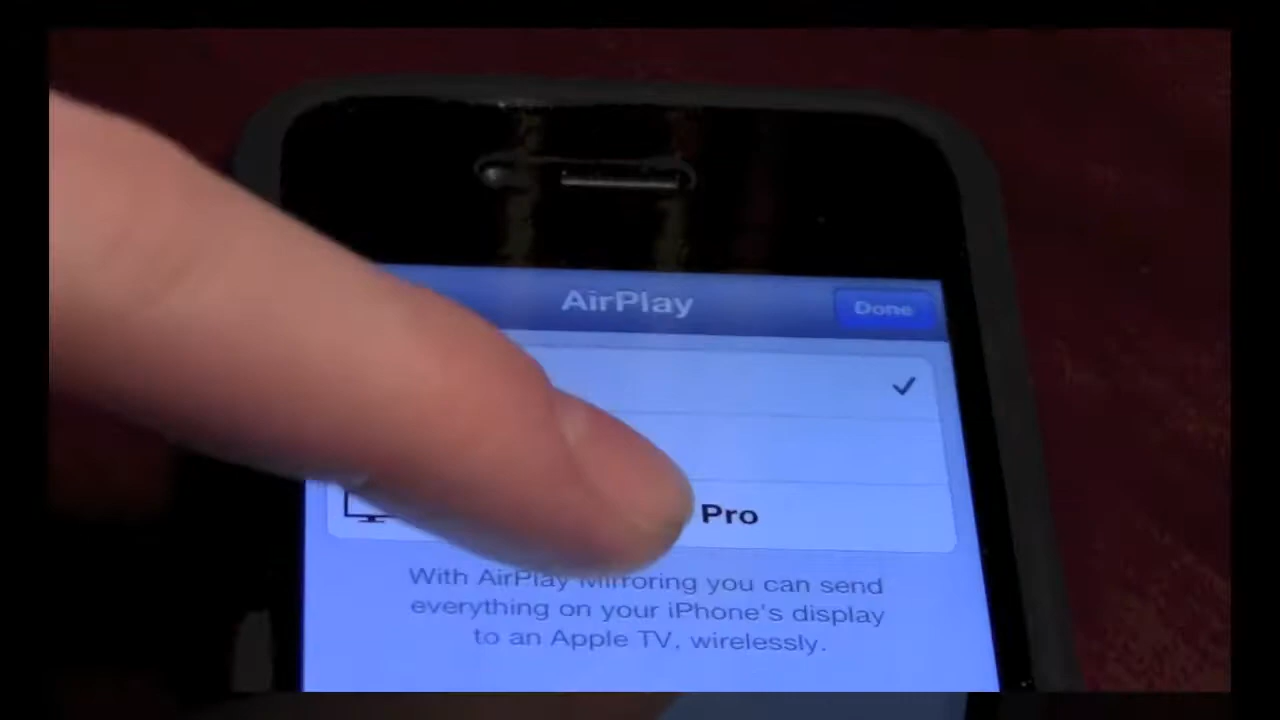 AirPlay
Done
Pro
With AirPlay Mirroring you can send
everything on your iPhone's display
to an Apple TV, wirelessly.